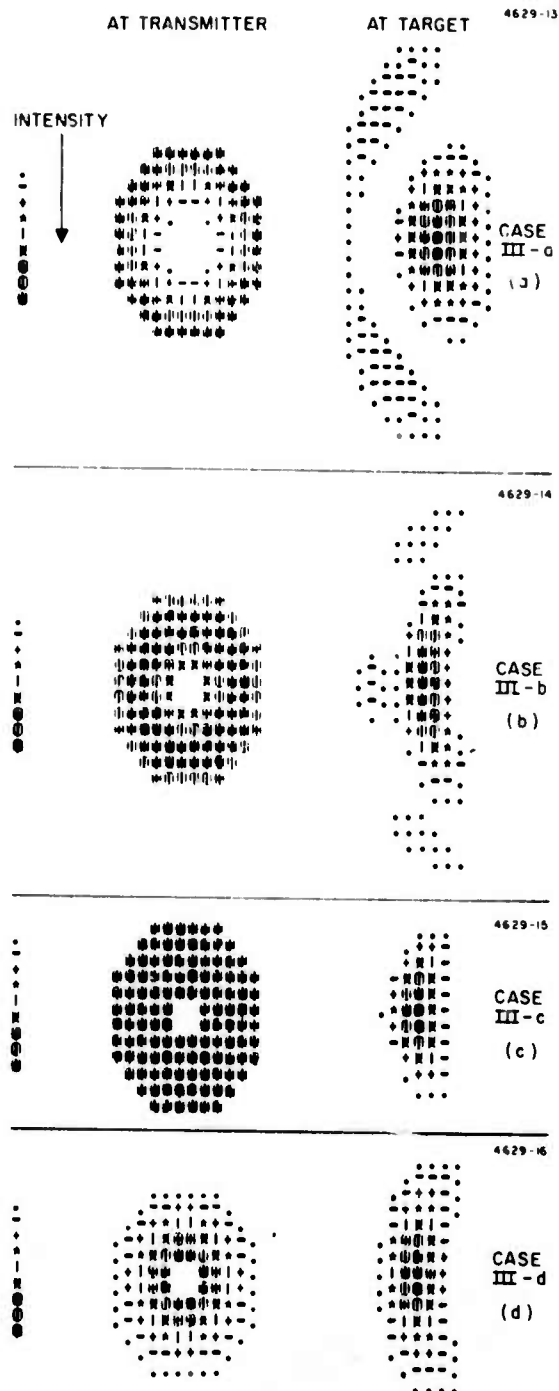 4629-13
AT TRANSMITTER AT TARGET
INTENSITY
CASE
III-a
(a)
4629-14
CASE
III-b
(b)
4629-15
CASE
III-c
(c)
4629-16
CASE
III-d
(d)